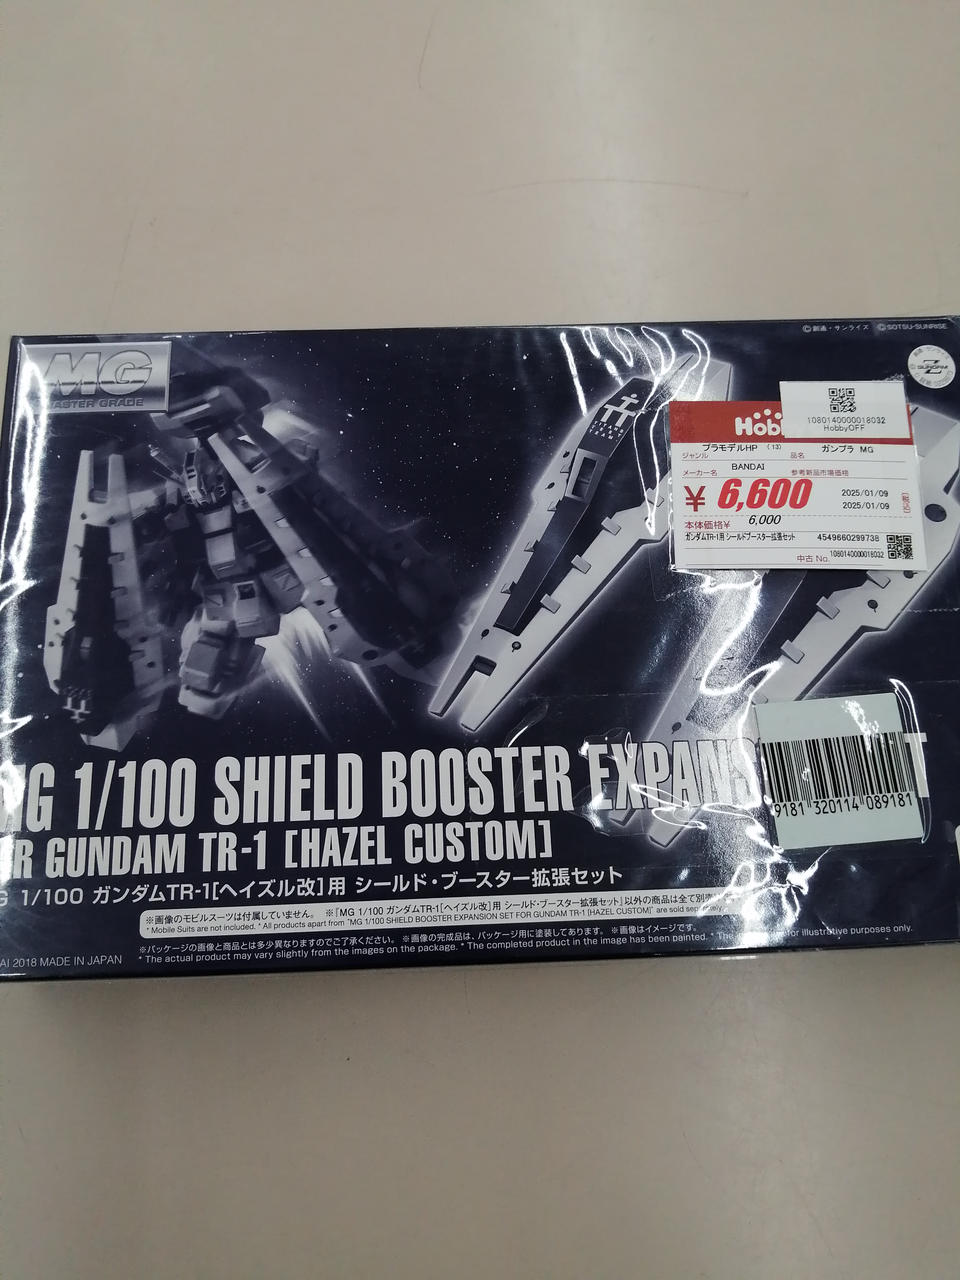 ©創通・サンライズ ©SOTSU・SUNRISE
MG
MASTER GRADE
GUNDAM
TITANS
TEST
TEAM
1080140000018032
HobbyOFF
Hob
プラモデルHP (13) ガンプラ MG
ジャンル 品名
メーカー名 BANDAI 参考新品市場価格
¥6,600
2025/01/09
2025/01/09
本体価格¥ 6,000
ガンダムTR-1用 シールドブースター拡張セット 4549660299738
中古 No. 1080140000018032
MG 1/100 SHIELD BOOSTER EXPANS T
R GUNDAM TR-1 [HAZEL CUSTOM]
G 1/100 ガンダムTR-1[ヘイズル改]用 シールド・ブースター拡張セット
9181 320114 089181
※画像のモビルスーツは付属していません。 ※「MG 1/100 ガンダムTR-1[ヘイズル改]用 シールド・ブースター拡張セット」以外の商品は全て別売
* Mobile Suits are not included. * All products apart from "MG 1/100 SHIELD BOOSTER EXPANSION SET FOR GUNDAM TR-1 [HAZEL CUSTOM]" are sold separately.
※パッケージの画像と商品とは多少異なりますのでご了承ください。 ※画像の完成品は、パッケージ用に塗装してあります。 ※画像はイメージです。
* The actual product may vary slightly from the images on the package. * The completed product in the image has been painted. * The for illustrative purposes only.
AI 2018 MADE IN JAPAN